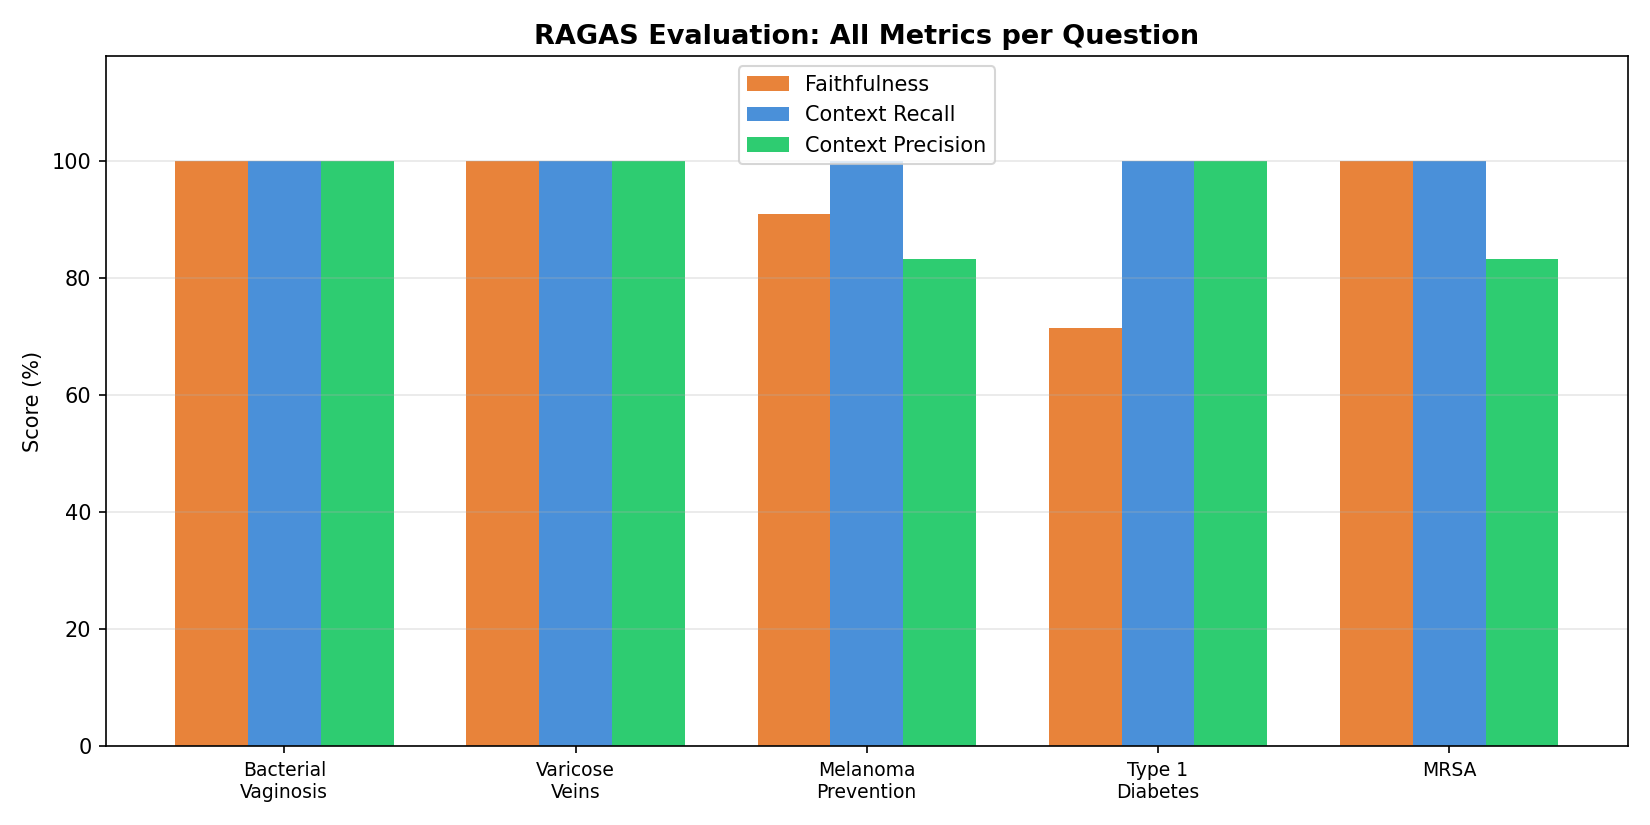 RAGAS Evaluation: All Metrics per Question
Faithfulness
Context Recall
Context Precision
100
80
60
40
20
0
Score (%)
Bacterial
Vaginosis
Varicose
Veins
Melanoma
Prevention
Type 1
Diabetes
MRSA